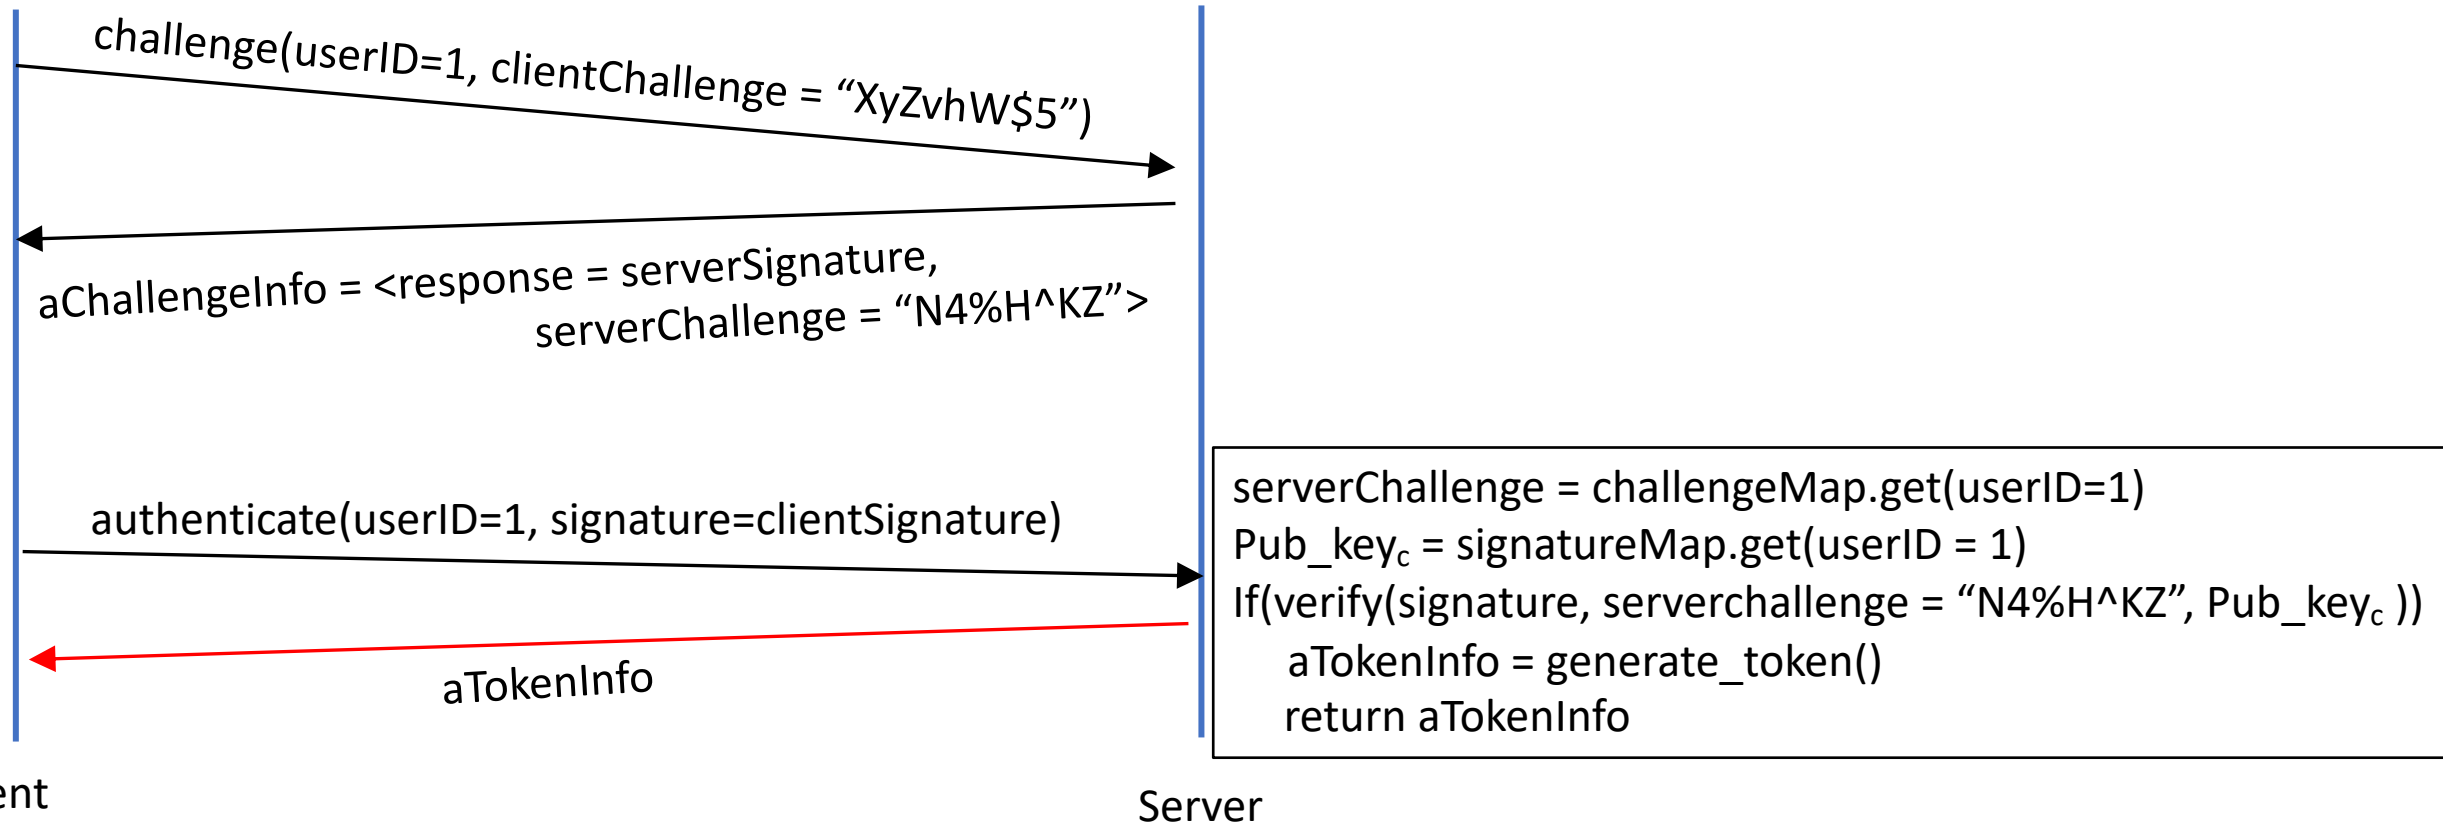 challenge(userID=1, clientChallenge = “XyZvhW$5”)
aChallengeInfo = <response = serverSignature,
serverChallenge = “N4%H^KZ”>
authenticate(userID=1, signature=clientSignature)
aTokenInfo
serverChallenge = challengeMap.get(userID=1)
Pub_keyc = signatureMap.get(userID = 1)
If(verify(signature, serverchallenge = “N4%H^KZ”, Pub_keyc ))
aTokenInfo = generate_token()
return aTokenInfo
ent
Server